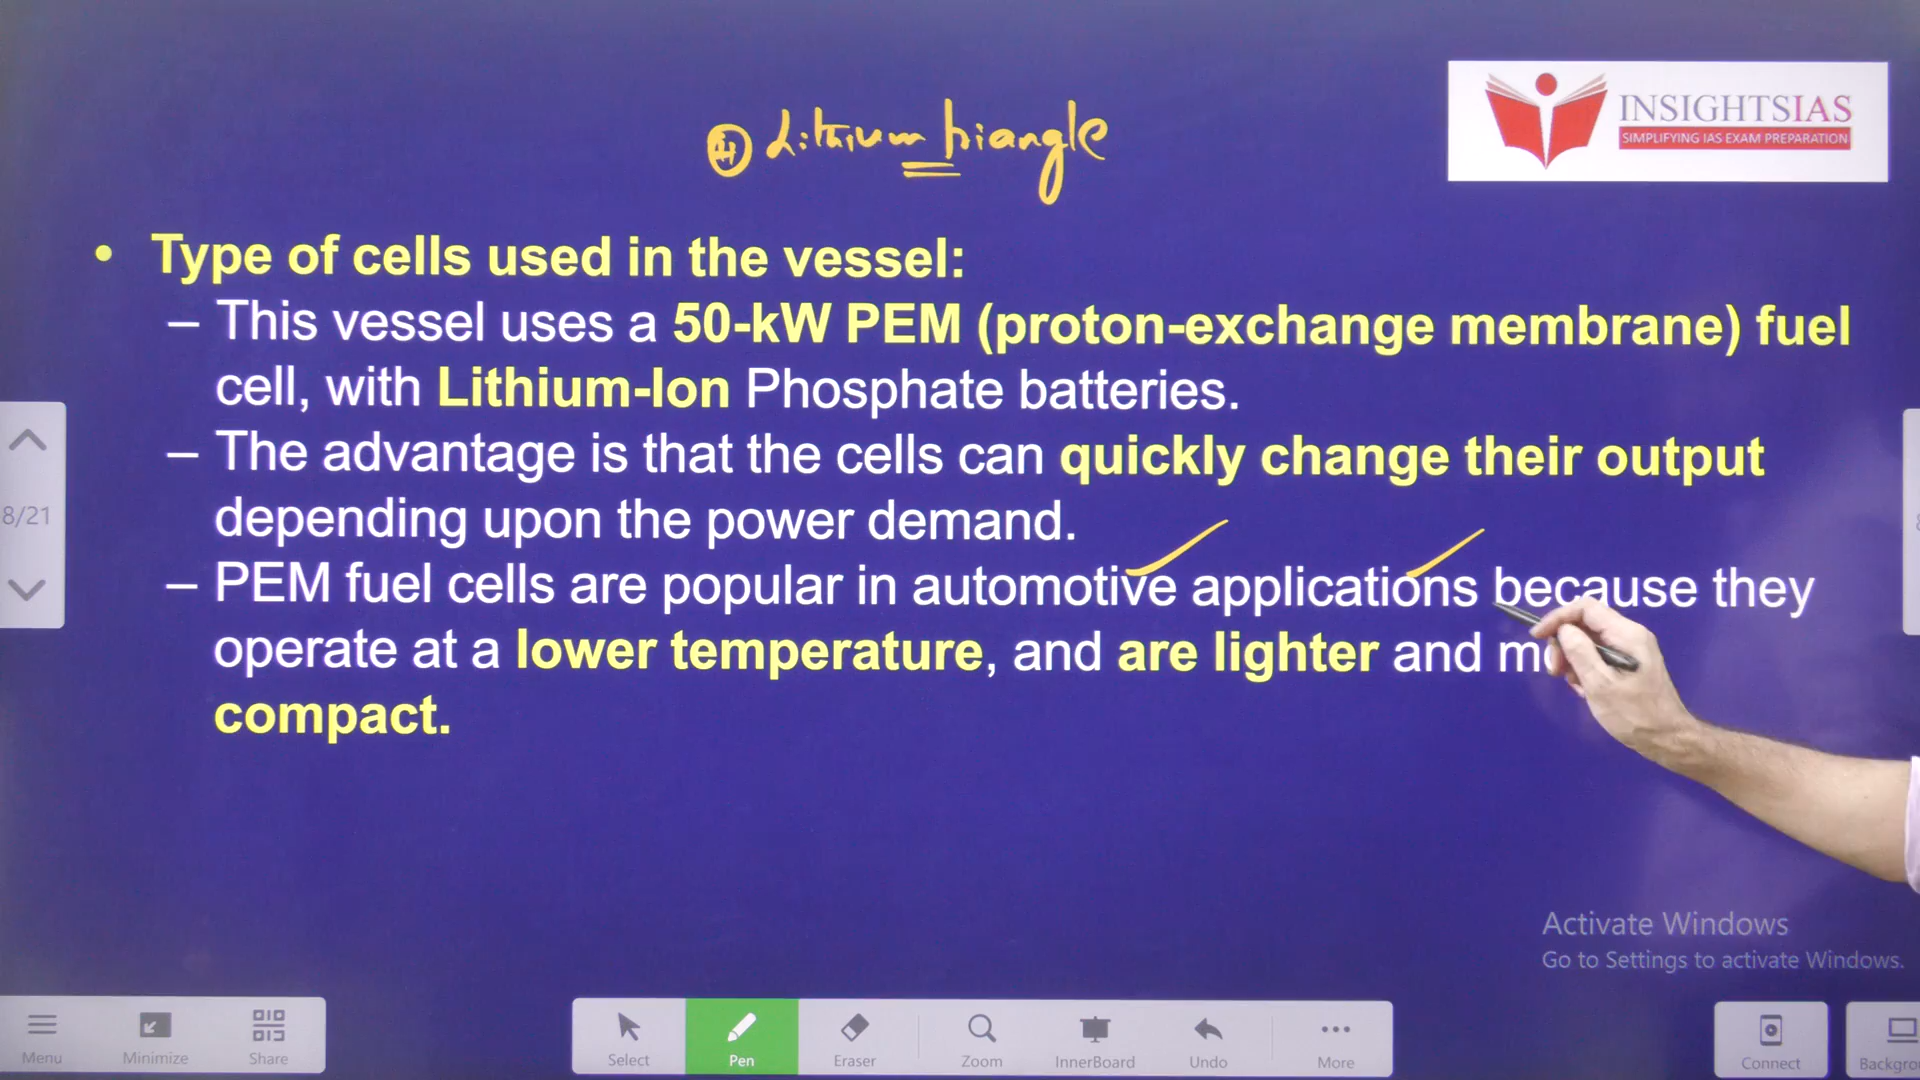 Lithium triangle
INSIGHTSIAS
SIMPLIFYING IAS EXAM PREPARATION
• Type of cells used in the vessel:
– This vessel uses a 50-kW PEM (proton-exchange membrane) fuel
cell, with Lithium-Ion Phosphate batteries.
– The advantage is that the cells can quickly change their output
depending upon the power demand.
– PEM fuel cells are popular in automotive applications because they
operate at a lower temperature, and are lighter and
compact.
8/21
Activate Windows
Go to Settings to activate Windows.
Menu Minimize Share Select Pen Eraser Zoom InnerBoard Undo More Connect